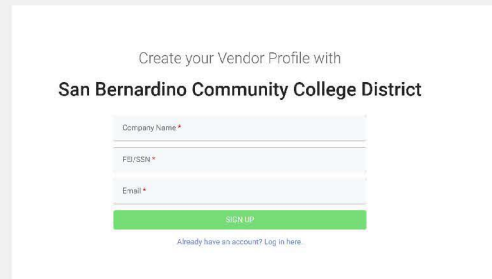 Create your Vendor Profile with
San Bernardino Community College District
Company Name *
FEI/SSN *
Email *
SIGN UP
Already have an account? Log in here.